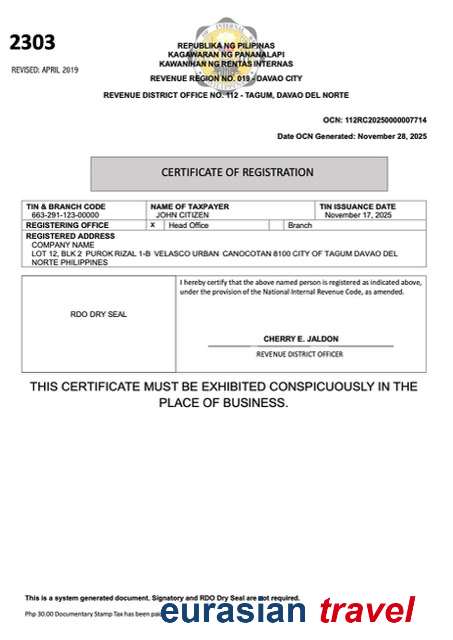 2303
REVISED: APRIL 2019
REPUBLIKA NG PILIPINAS
KAGAWARAN NG PANANALAPI
KAWANIHAN NG RENTAS INTERNAS
REVENUE REGION NO. 019 - DAVAO CITY
REVENUE DISTRICT OFFICE NO. 112 - TAGUM, DAVAO DEL NORTE
OCN: 112RC20250000007714
Date OCN Generated: November 28, 2025
CERTIFICATE OF REGISTRATION
TIN & BRANCH CODE NAME OF TAXPAYER TIN ISSUANCE DATE
663-291-123-00000 JOHN CITIZEN November 17, 2025
REGISTERING OFFICE x Head Office Branch
REGISTERED ADDRESS
COMPANY NAME
LOT 12, BLK 2 PUROK RIZAL 1-B VELASCO URBAN CANOCOTAN 8100 CITY OF TAGUM DAVAO DEL
NORTE PHILIPPINES
I hereby certify that the above named person is registered as indicated above,
under the provision of the National Internal Revenue Code, as amended.
RDO DRY SEAL
CHERRY E. JALDON
REVENUE DISTRICT OFFICER
THIS CERTIFICATE MUST BE EXHIBITED CONSPICUOUSLY IN THE
PLACE OF BUSINESS.
This is a system generated document. Signatory and RDO Dry Seal are not required.
Php 30.00 Documentary Stamp Tax has been
eurasian travel